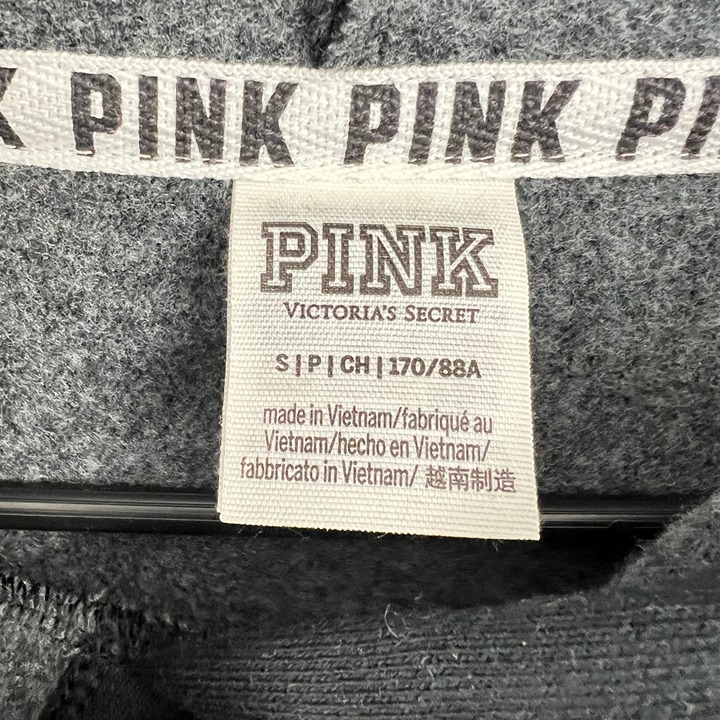 K PINK PINK PI
PINK
VICTORIA'S SECRET
S | P | CH | 170/88A
made in Vietnam/fabriqué au
Vietnam/hecho en Vietnam/
fabbricato in Vietnam/ 越南制造